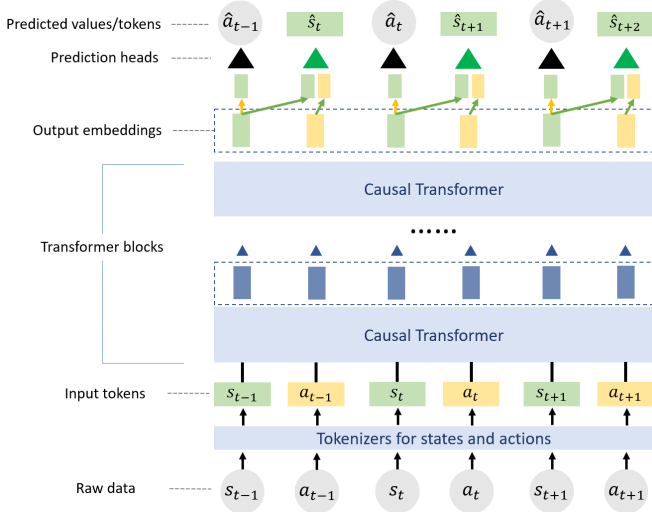 Predicted values/tokens â_{t−1} ŝ_t â_t ŝ_{t+1} â_{t+1} ŝ_{t+2}
Prediction heads
Output embeddings
Causal Transformer
......
Transformer blocks
Causal Transformer
Input tokens s_{t−1} a_{t−1} s_t a_t s_{t+1} a_{t+1}
Tokenizers for states and actions
Raw data s_{t−1} a_{t−1} s_t a_t s_{t+1} a_{t+1}